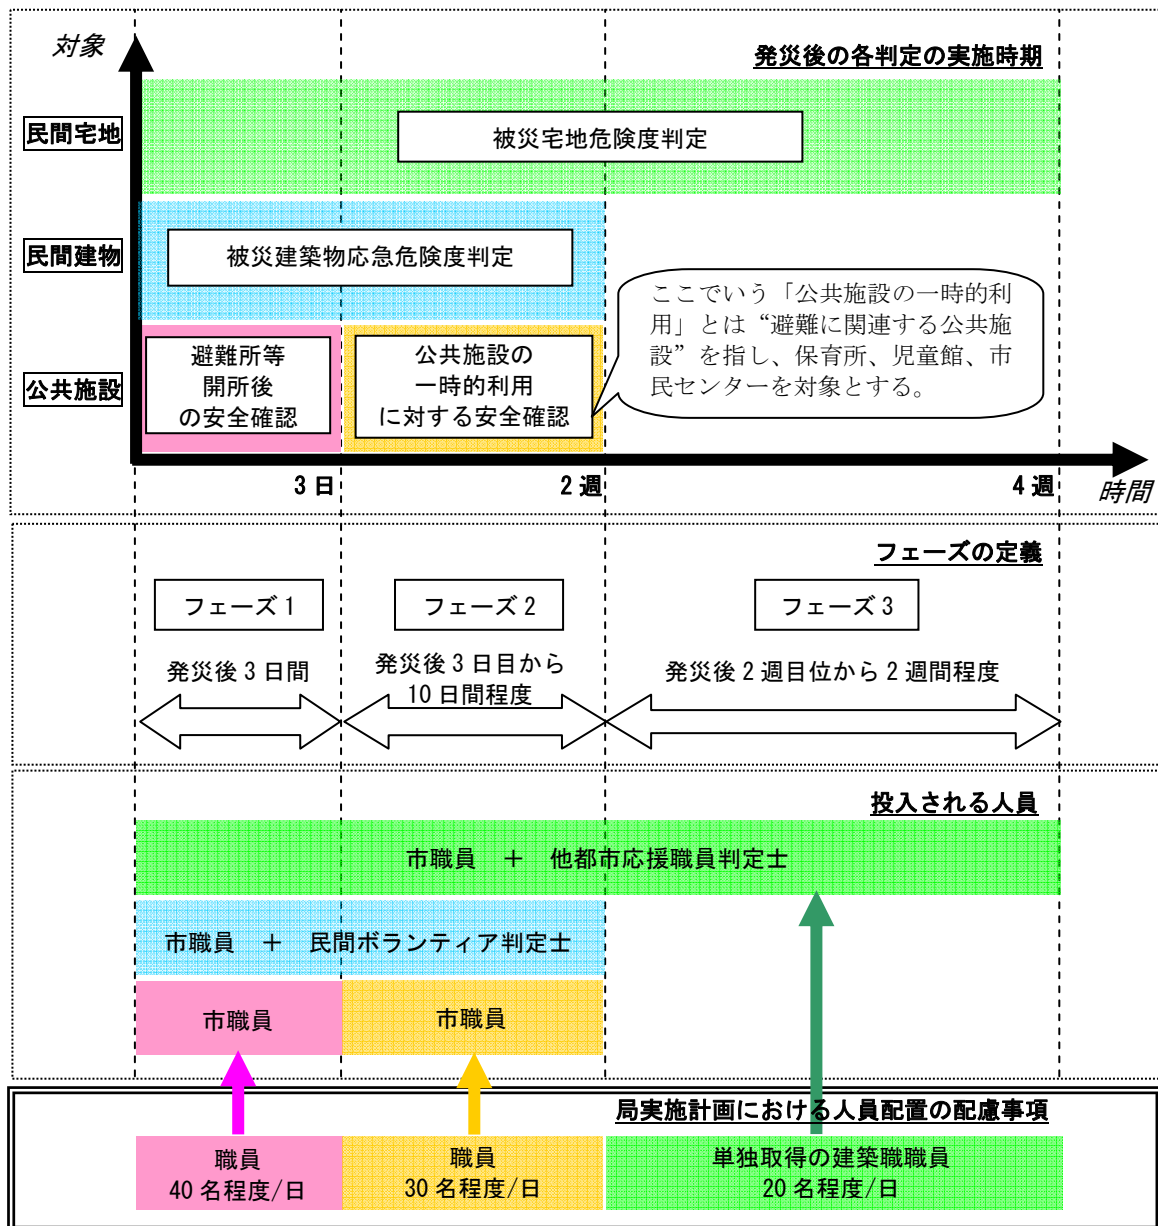 対象
発災後の各判定の実施時期
民間宅地
被災宅地危険度判定
民間建物
被災建築物応急危険度判定
ここでいう「公共施設の一時的利
用」とは“避難に関連する公共施
設”を指し、保育所、児童館、市
民センターを対象とする。
公共施設
避難所等
開所後
の安全確認
公共施設の
一時的利用
に対する安全確認
3日
2週
4週
時間
フェーズの定義
フェーズ1
フェーズ2
フェーズ3
発災後3日間
発災後3日目から
10日間程度
発災後2週目位から2週間程度
投入される人員
市職員 + 他都市応援職員判定士
市職員 + 民間ボランティア判定士
市職員
市職員
局実施計画における人員配置の配慮事項
職員
40名程度/日
職員
30名程度/日
単独取得の建築職職員
20名程度/日